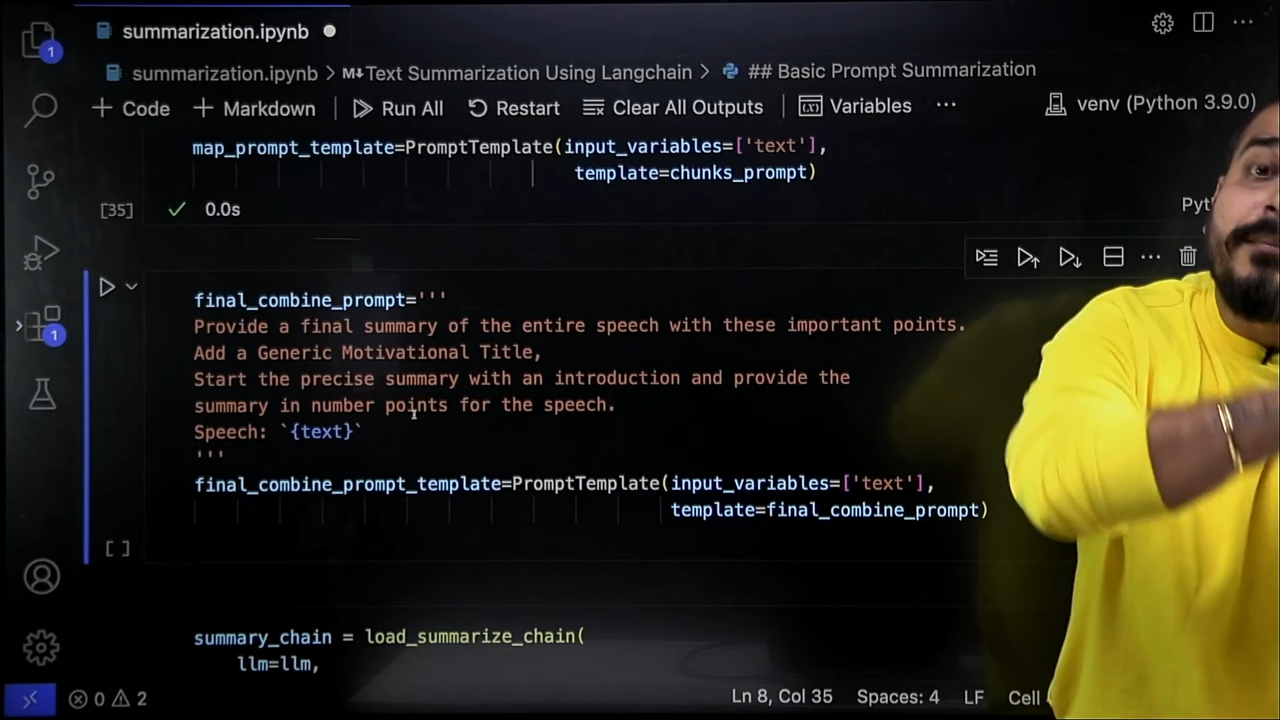 summarization.ipynb
1
summarization.ipynb > M↓Text Summarization Using Langchain > ## Basic Prompt Summarization
+ Code + Markdown | Run All Restart Clear All Outputs | Variables ··· venv (Python 3.9.0)
map_prompt_template=PromptTemplate(input_variables=['text'],
template=chunks_prompt)
[35] ✓ 0.0s
final_combine_prompt='''
Provide a final summary of the entire speech with these important points.
Add a Generic Motivational Title,
Start the precise summary with an introduction and provide the
summary in number points for the speech.
1
Speech: `{text}`
'''
final_combine_prompt_template=PromptTemplate(input_variables=['text'],
template=final_combine_prompt)
[ ]
summary_chain = load_summarize_chain(
llm=llm,
0 2 Ln 8, Col 35 Spaces: 4 LF Cell